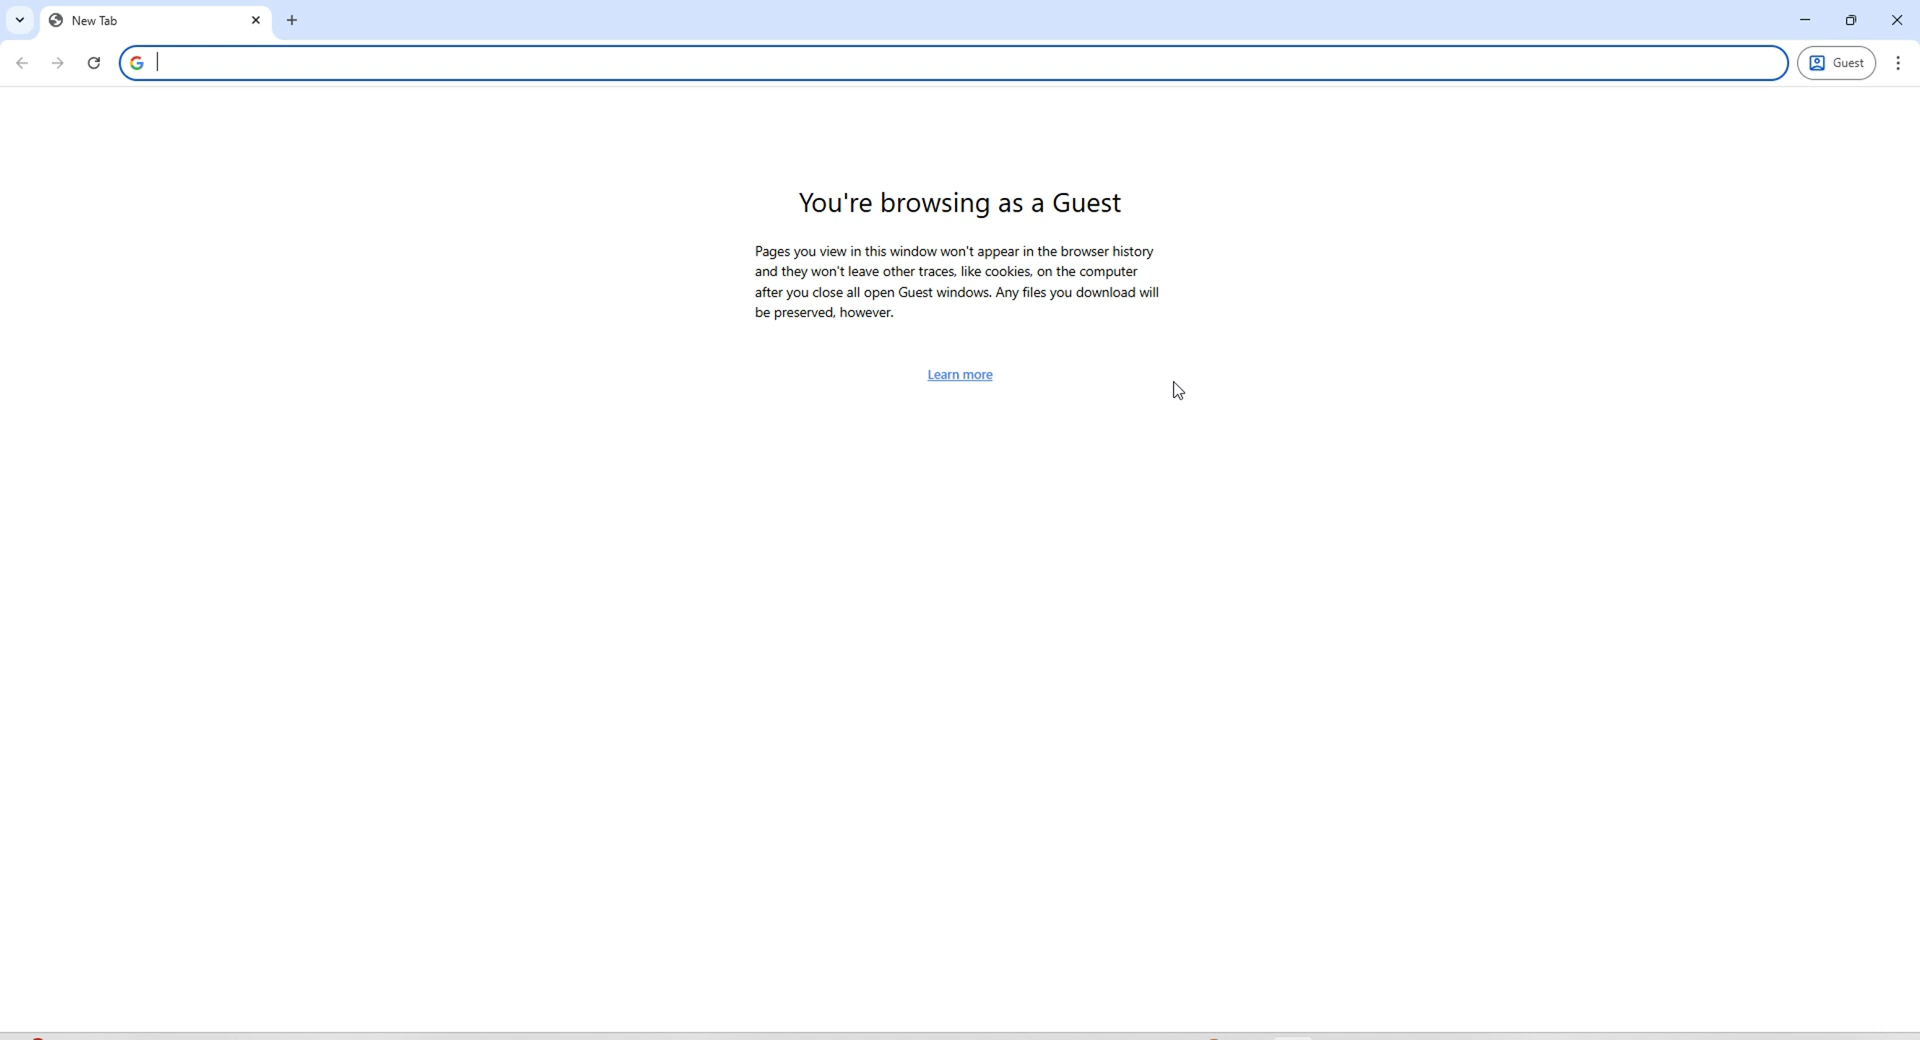 New Tab
Guest
You're browsing as a Guest
Pages you view in this window won't appear in the browser history
and they won't leave other traces, like cookies, on the computer
after you close all open Guest windows. Any files you download will
be preserved, however.
Learn more